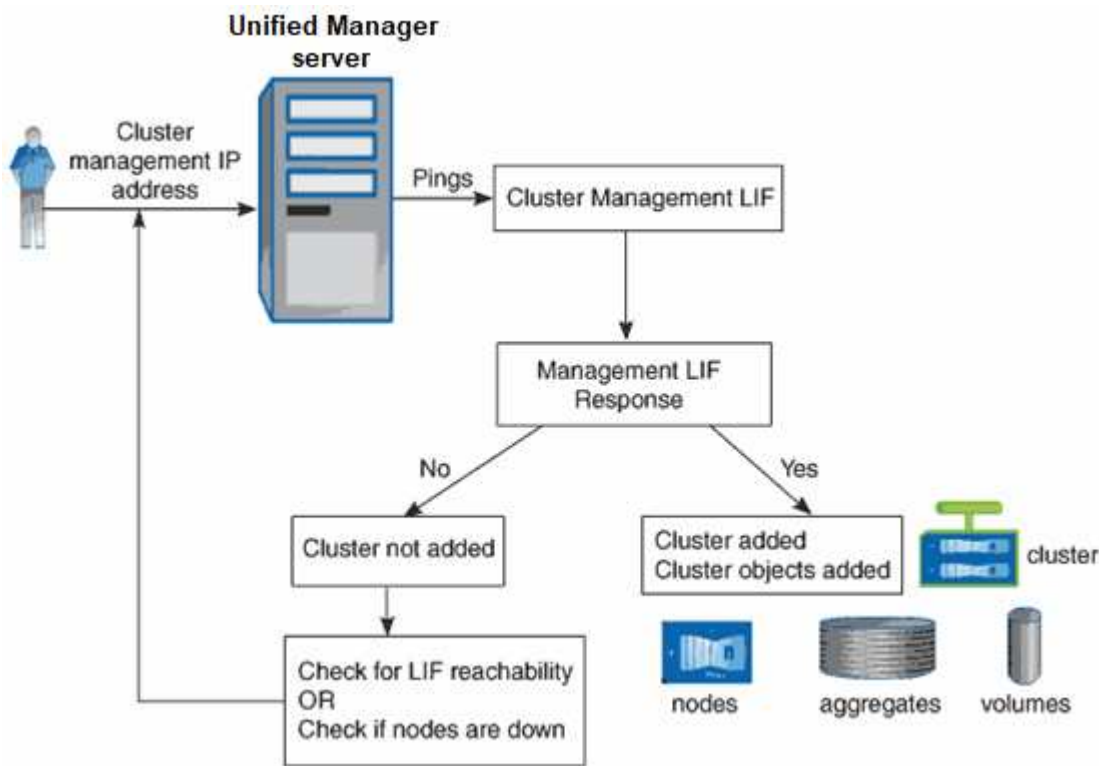 Unified Manager
server
Cluster
management IP
address
Pings
Cluster Management LIF
Management LIF
Response
No
Yes
Cluster not added
Cluster added
Cluster objects added
cluster
Check for LIF reachability
OR
Check if nodes are down
nodes
aggregates
volumes